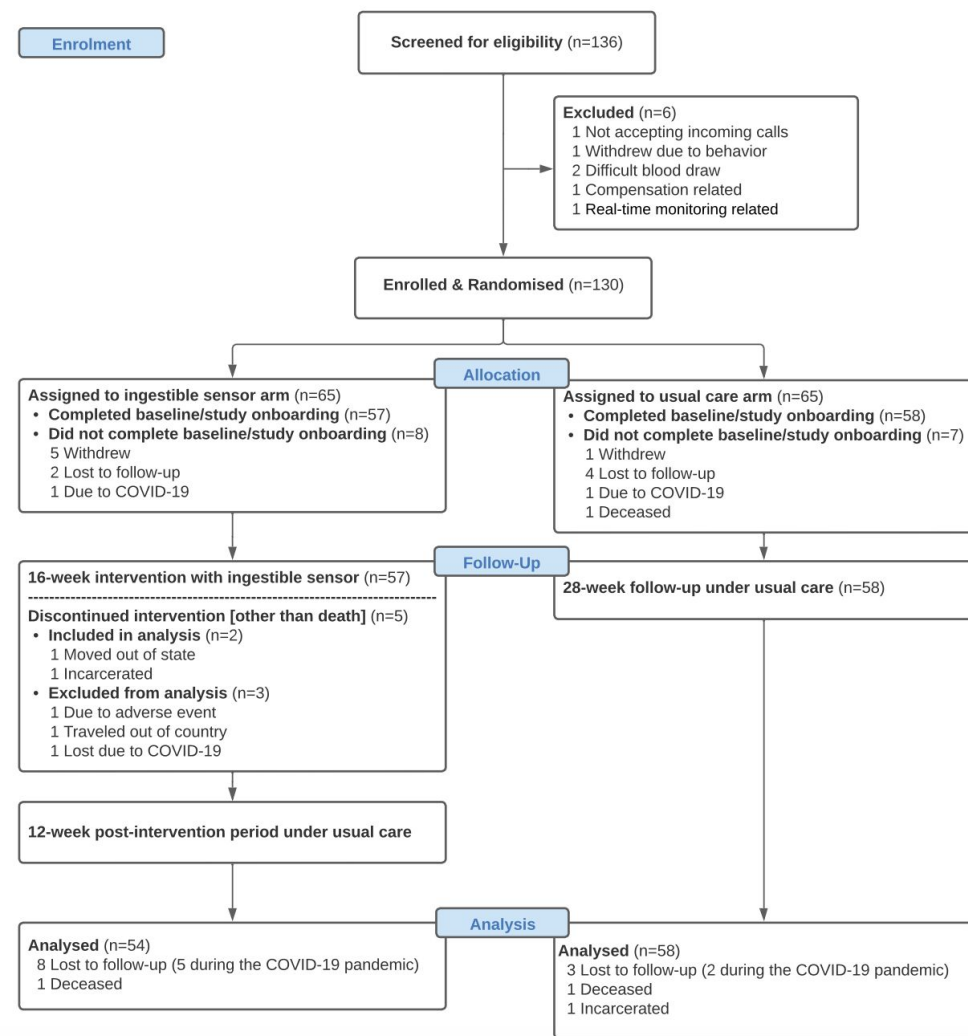 Enrolment
Screened for eligibility (n=136)
Excluded (n=6)
1 Not accepting incoming calls
1 Withdrew due to behavior
2 Difficult blood draw
1 Compensation related
1 Real-time monitoring related
Enrolled & Randomised (n=130)
Allocation
Assigned to ingestible sensor arm (n=65)
• Completed baseline/study onboarding (n=57)
• Did not complete baseline/study onboarding (n=8)
5 Withdrew
2 Lost to follow-up
1 Due to COVID-19
Assigned to usual care arm (n=65)
• Completed baseline/study onboarding (n=58)
• Did not complete baseline/study onboarding (n=7)
1 Withdrew
4 Lost to follow-up
1 Due to COVID-19
1 Deceased
Follow-Up
16-week intervention with ingestible sensor (n=57)
Discontinued intervention [other than death] (n=5)
• Included in analysis (n=2)
1 Moved out of state
1 Incarcerated
• Excluded from analysis (n=3)
1 Due to adverse event
1 Traveled out of country
1 Lost due to COVID-19
28-week follow-up under usual care (n=58)
12-week post-intervention period under usual care
Analysis
Analysed (n=54)
8 Lost to follow-up (5 during the COVID-19 pandemic)
1 Deceased
Analysed (n=58)
3 Lost to follow-up (2 during the COVID-19 pandemic)
1 Deceased
1 Incarcerated